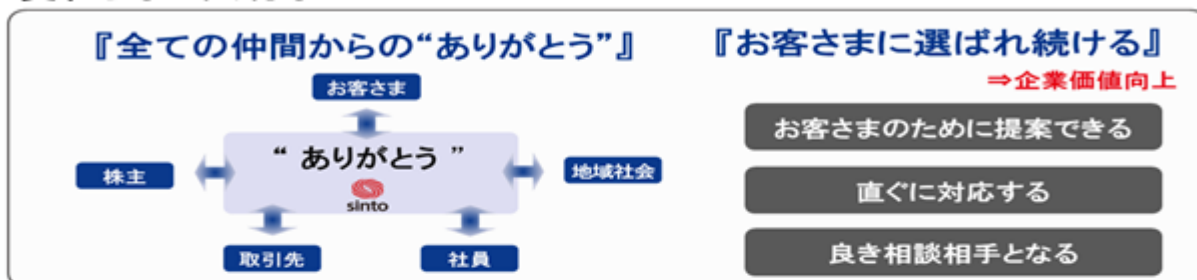 『全ての仲間からの“ありがとう”』
お客さま
“ ありがとう ”
sinto
株主
地域社会
取引先
社員
『お客さまに選ばれ続ける』
⇒企業価値向上
お客さまのために提案できる
直ぐに対応する
良き相談相手となる